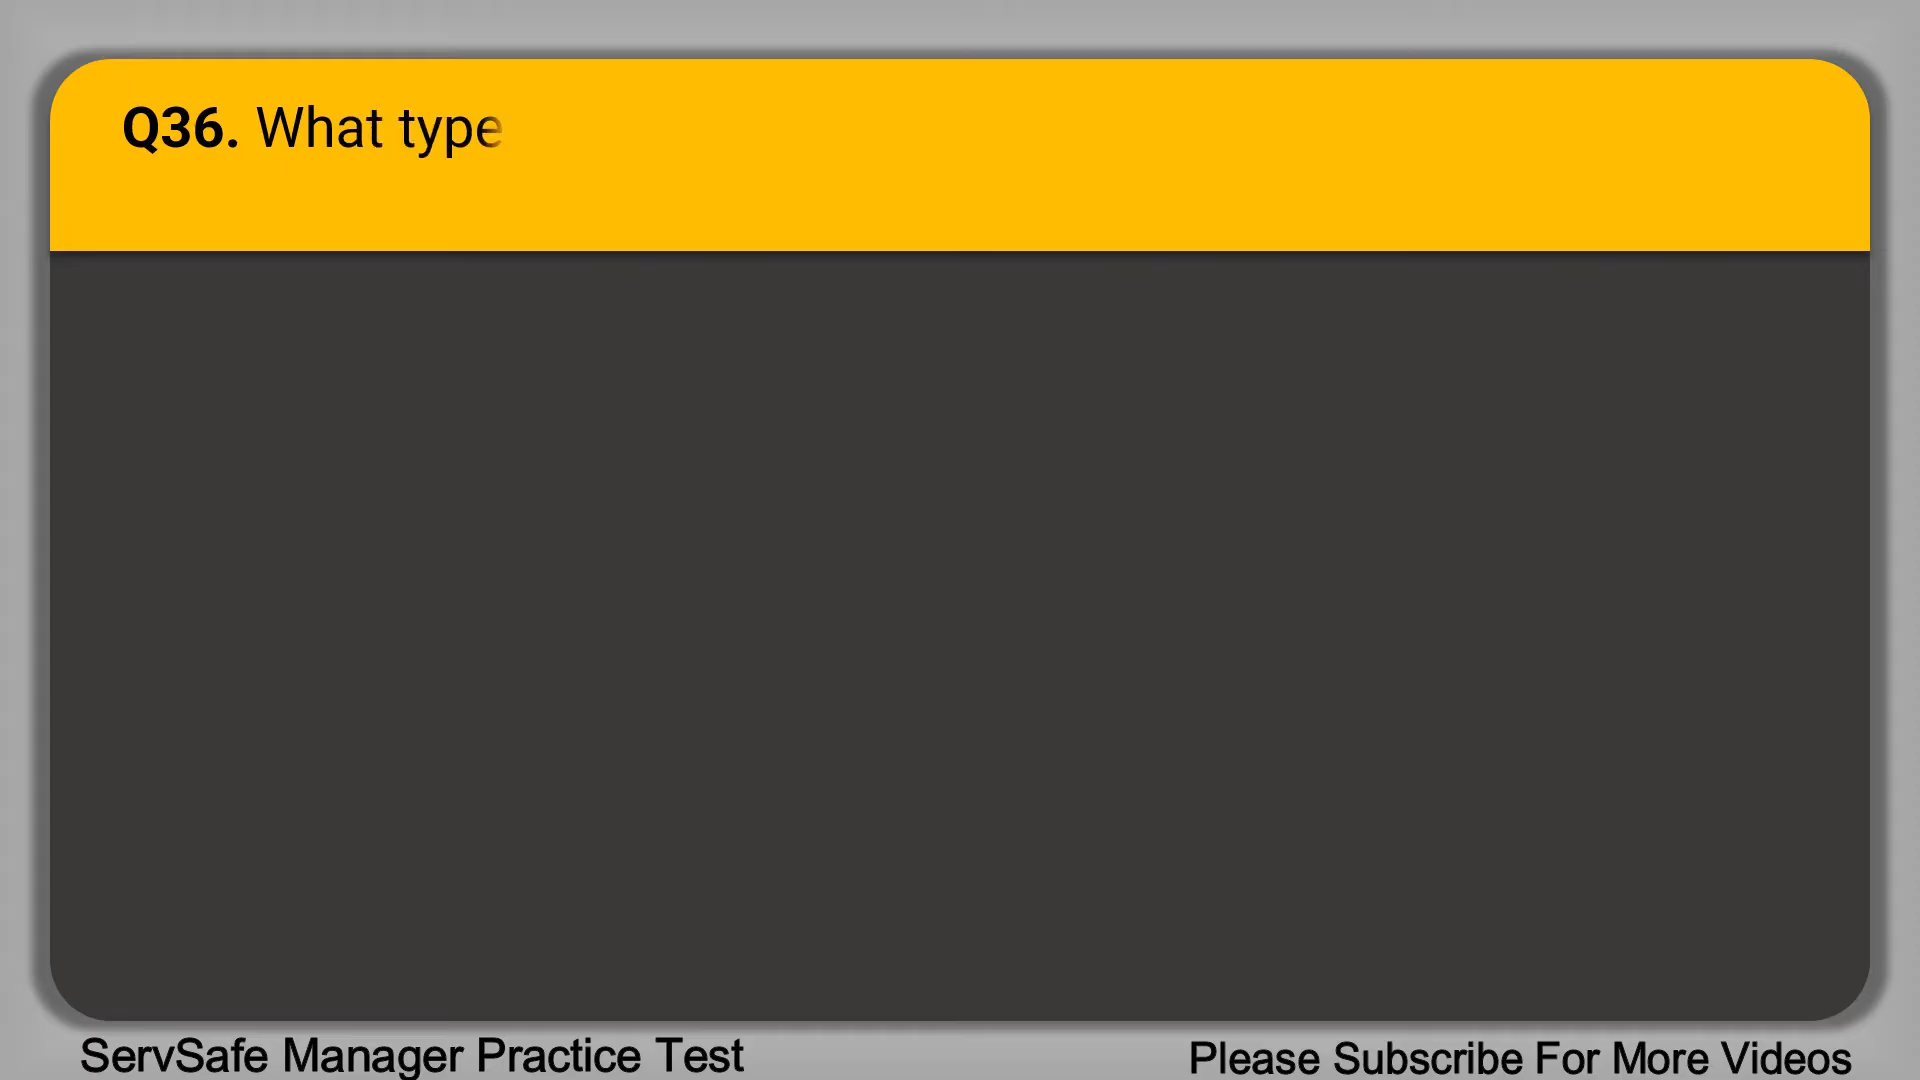 Q36. What type
ServSafe Manager Practice Test
Please Subscribe For More Videos